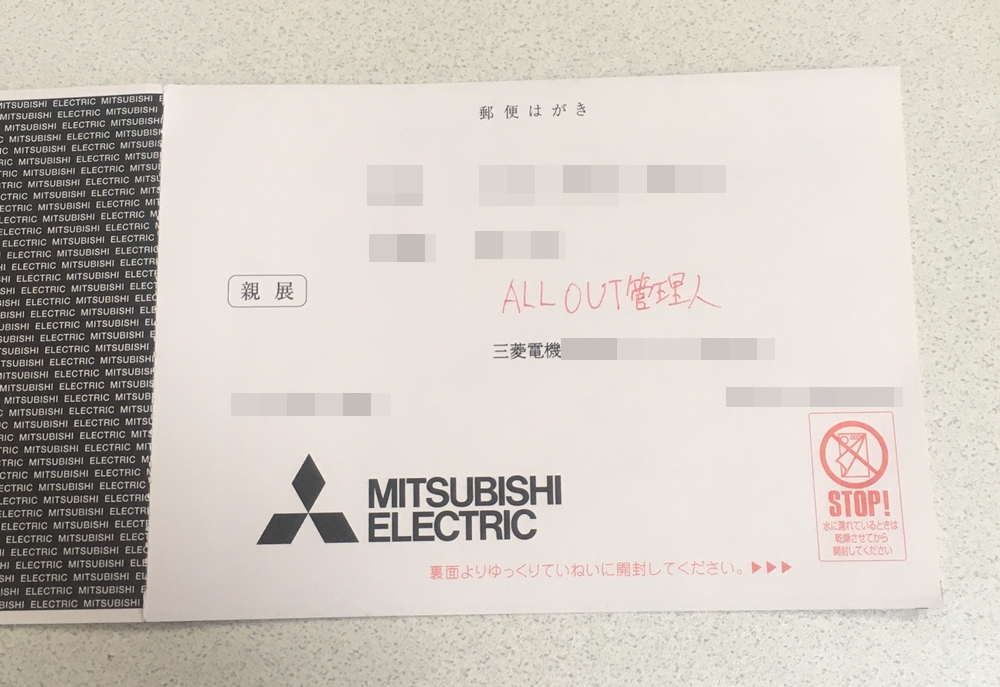 郵便はがき
親展
ALL OUT管理人
三菱電機
MITSUBISHI
ELECTRIC
STOP!
水に濡れているときは
乾燥させてから
開封してください
裏面よりゆっくりていねいに開封してください。▶▶▶
MITSUBISHI ELECTRIC MITSUBISHI ELECTRIC